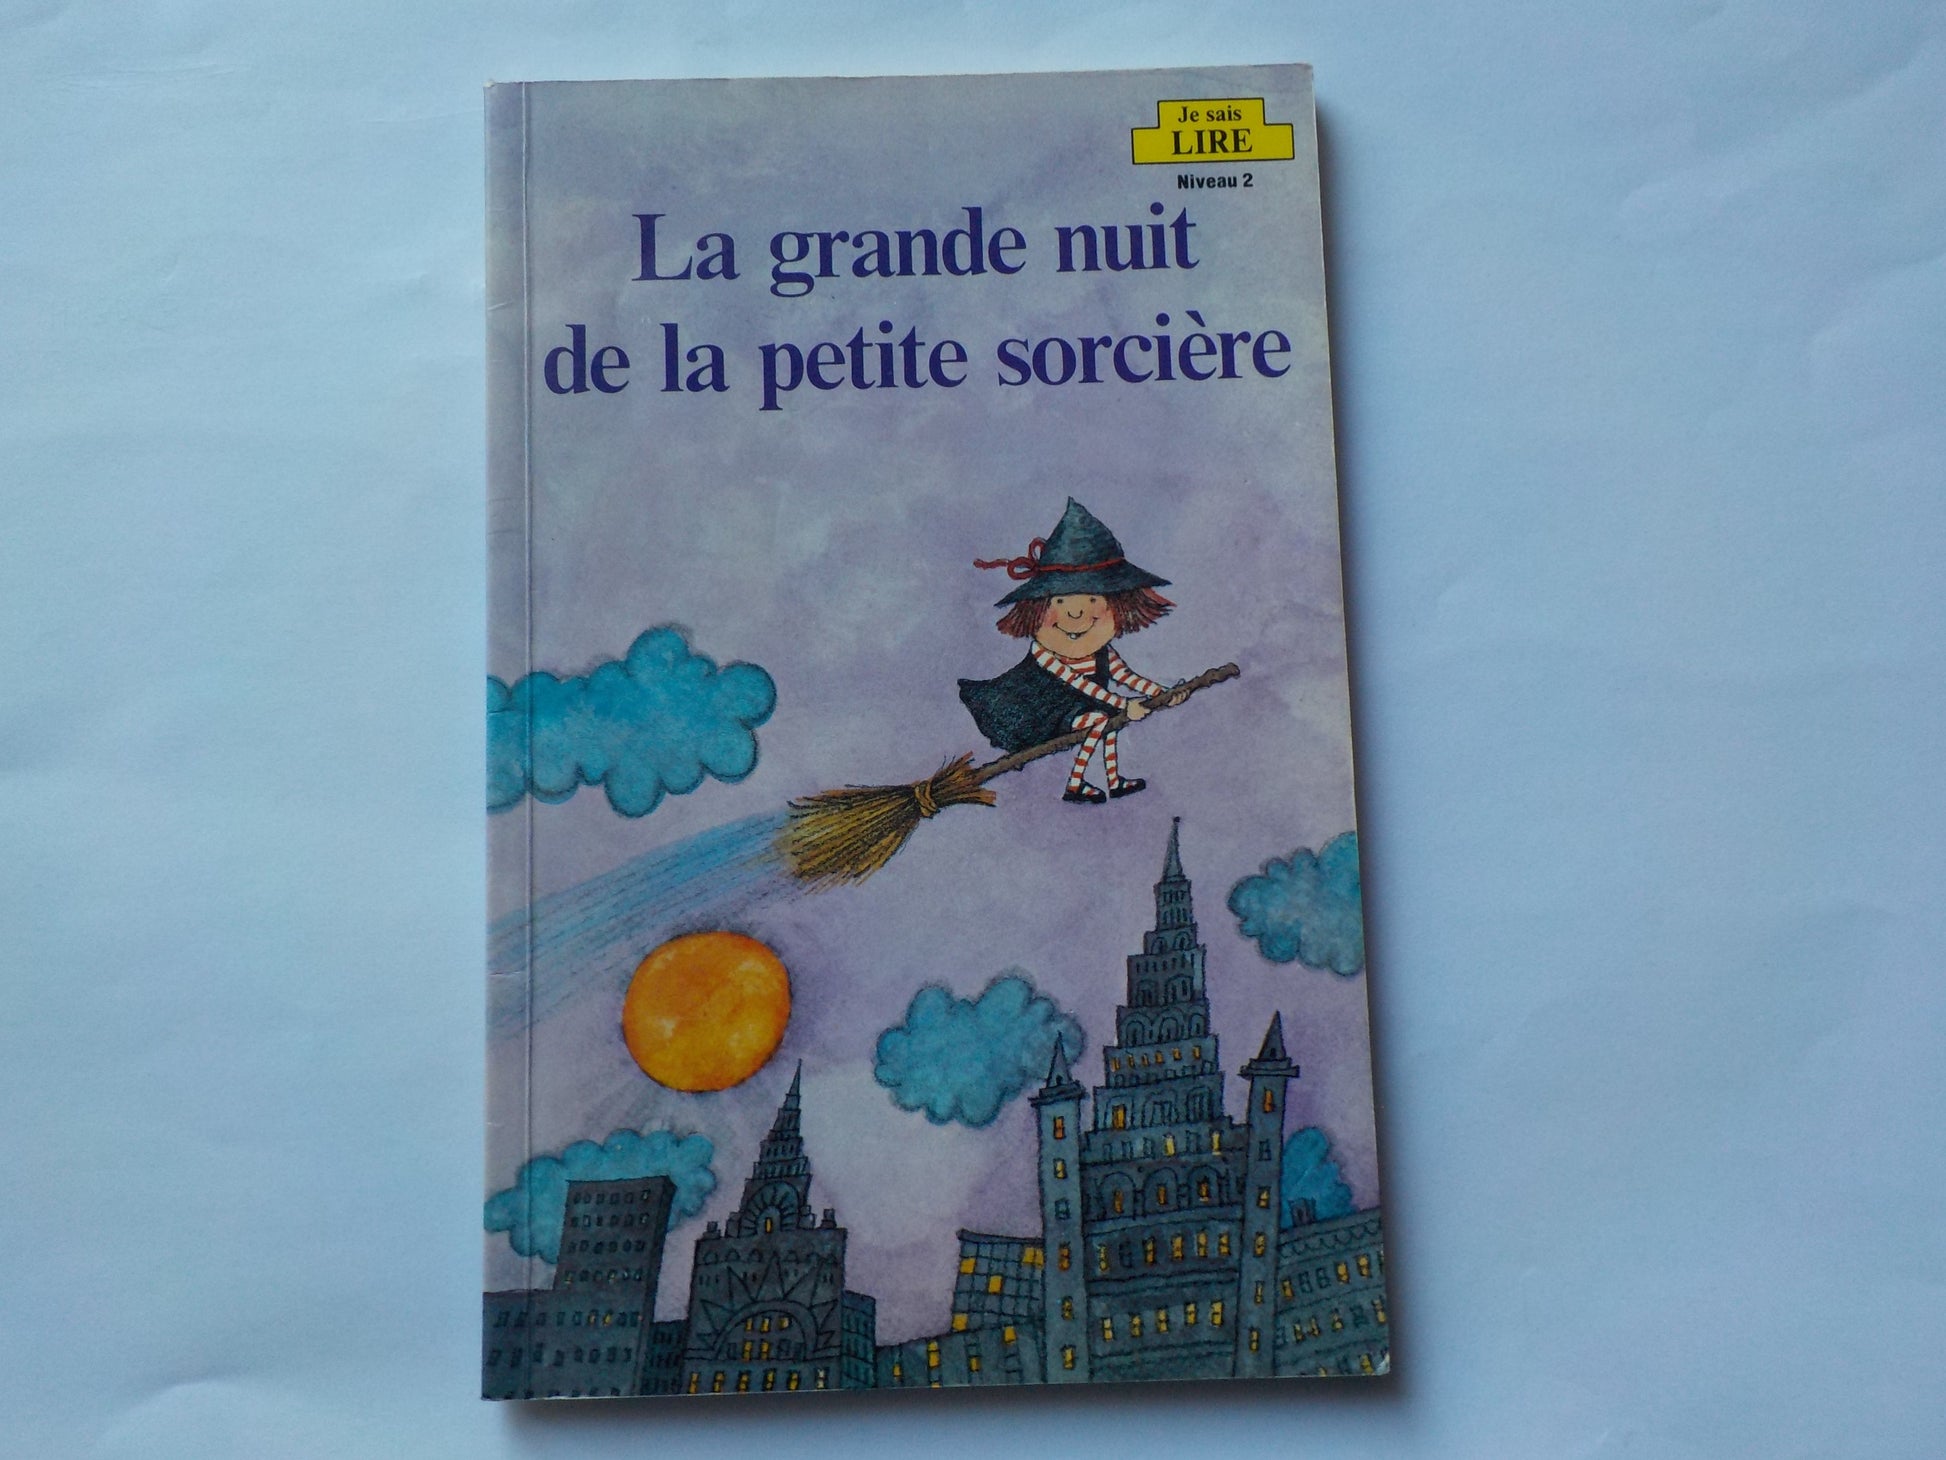 Je sais
LIRE
Niveau 2
La grande nuit
de la petite sorcière